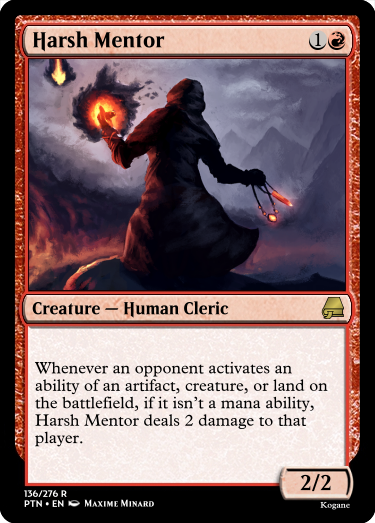 Harsh Mentor 1
Creature — Human Cleric
Whenever an opponent activates an
ability of an artifact, creature, or land on
the battlefield, if it isn't a mana ability,
Harsh Mentor deals 2 damage to that
player.
2/2
136/276 R
PTN • EN Maxime Minard
Kogane